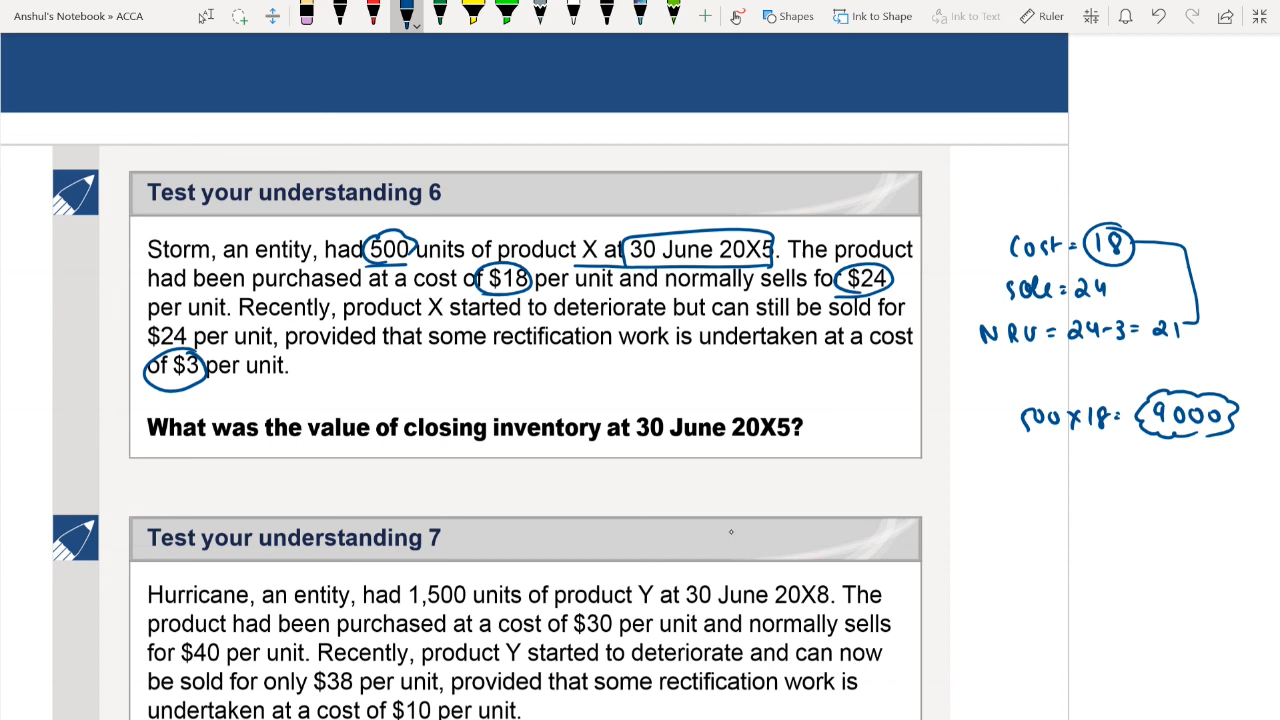 Anshul's Notebook » ACCA
Shapes
Ink to Shape
Ink to Text
Ruler
Test your understanding 6
Storm, an entity, had 500 units of product X at 30 June 20X5. The product
had been purchased at a cost of $18 per unit and normally sells for $24
per unit. Recently, product X started to deteriorate but can still be sold for
$24 per unit, provided that some rectification work is undertaken at a cost
of $3 per unit.
What was the value of closing inventory at 30 June 20X5?
Cost = 18
sale = 24
NRV = 24-3 = 21
500 x 18 = 9000
Test your understanding 7
Hurricane, an entity, had 1,500 units of product Y at 30 June 20X8. The
product had been purchased at a cost of $30 per unit and normally sells
for $40 per unit. Recently, product Y started to deteriorate and can now
be sold for only $38 per unit, provided that some rectification work is
undertaken at a cost of $10 per unit.